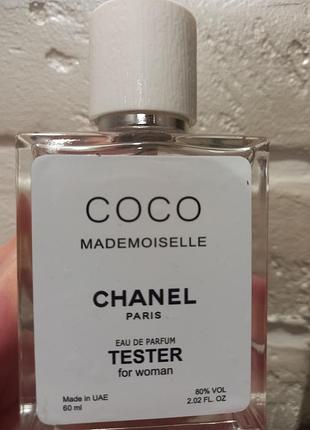 COCO
MADEMOISELLE
CHANEL
PARIS
EAU DE PARFUM
TESTER
for woman
Made in UAE 80% VOL
60 ml 2.02 FL. OZ